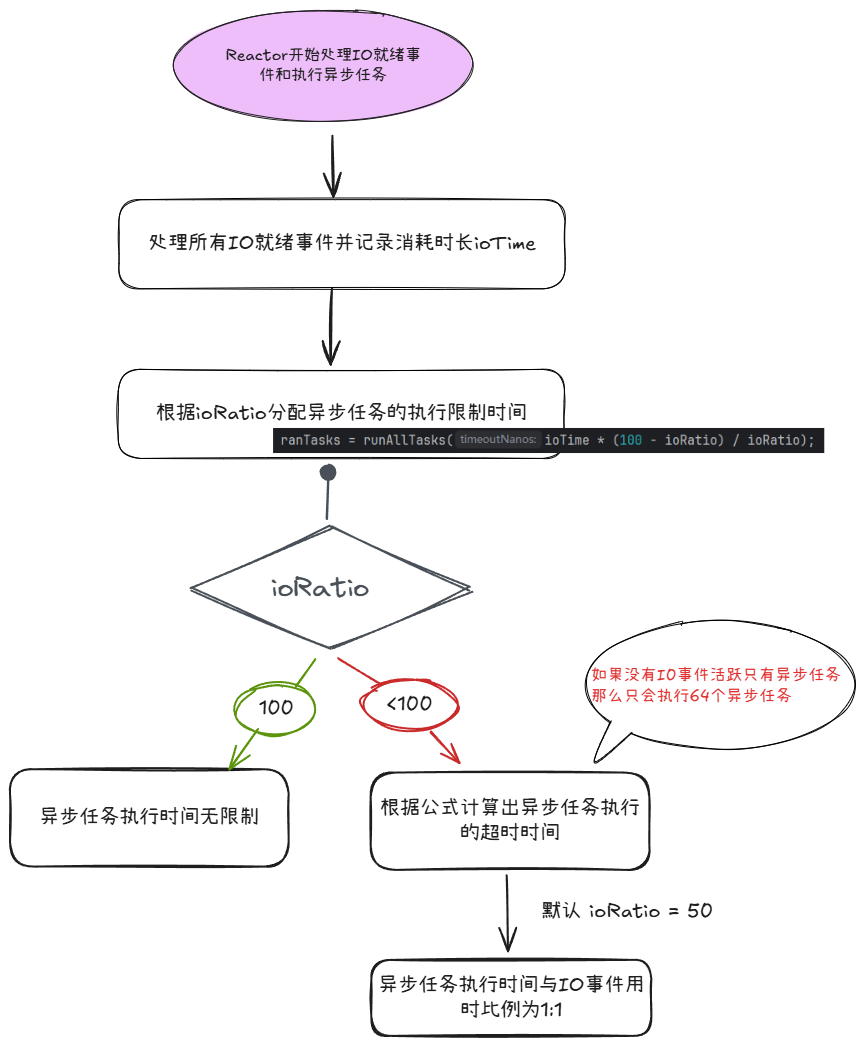 Reactor开始处理IO就绪事
件和执行异步任务
处理所有IO就绪事件并记录消耗时长ioTime
根据ioRatio分配异步任务的执行限制时间
ranTasks = runAllTasks( timeoutNanos: ioTime * (100 - ioRatio) / ioRatio);
ioRatio
如果没有IO事件活跃只有异步任务
那么只会执行64个异步任务
100
<100
异步任务执行时间无限制
根据公式计算出异步任务执行
的超时时间
默认 ioRatio = 50
异步任务执行时间与IO事件用
时比例为1:1